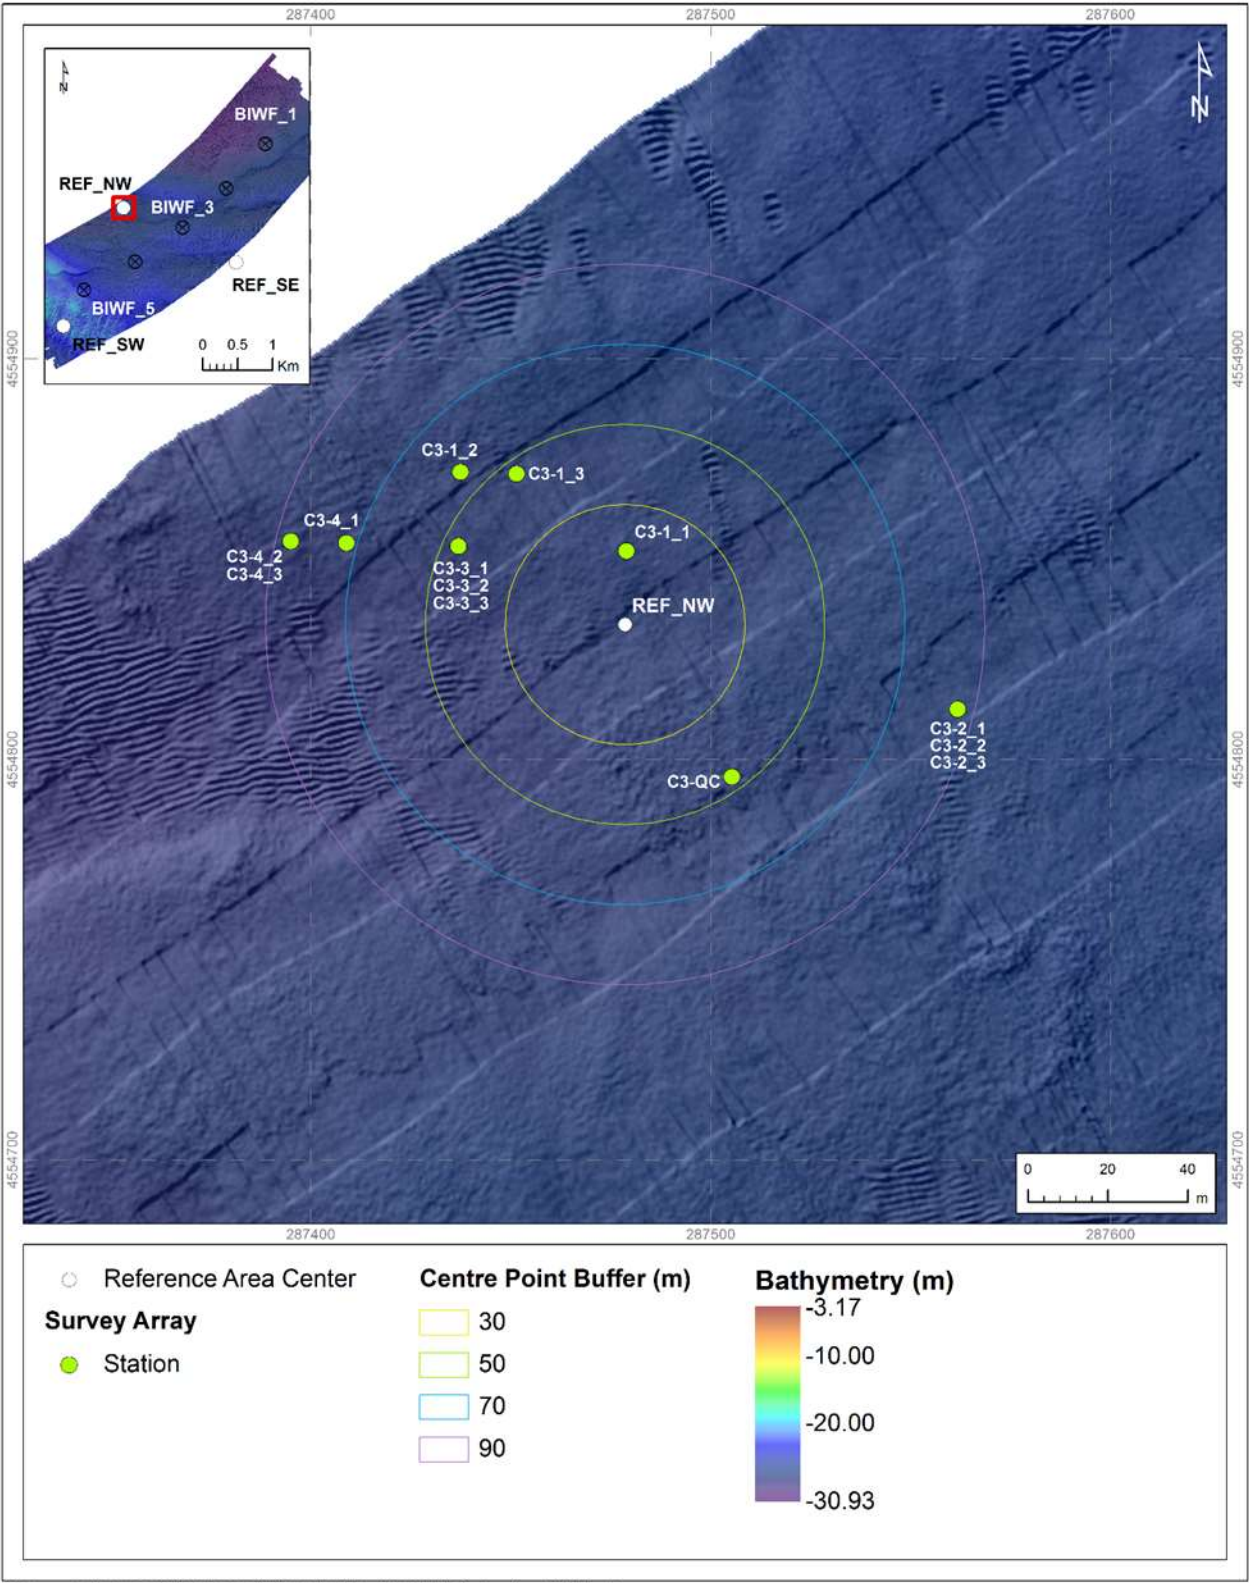 287400
287500
287600
N
N
BIWF_1
REF_NW
BIWF_3
REF_SE
BIWF_5
REF_SW
0 0.5 1
Km
4554900
4554900
C3-1_2
C3-1_3
C3-4_1
C3-4_2
C3-4_3
C3-1_1
C3-3_1
C3-3_2
C3-3_3
REF_NW
C3-2_1
C3-2_2
C3-2_3
C3-QC
4554800
4554800
4554700
4554700
0 20 40
m
287400
287500
287600
Reference Area Center
Survey Array
Station
Centre Point Buffer (m)
30
50
70
90
Bathymetry (m)
-3.17
-10.00
-20.00
-30.93